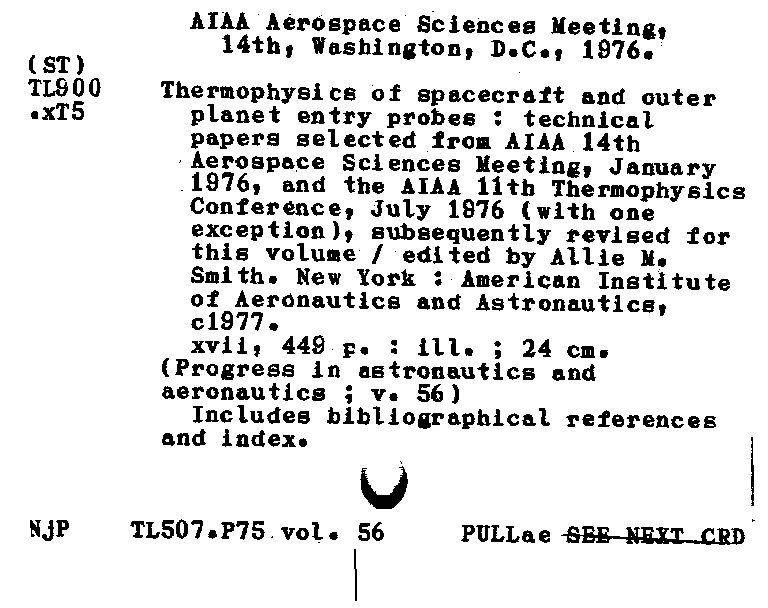 AIAA Aerospace Sciences Meeting,
14th, Washington, D.C., 1976.
(ST)
TL900
.xT5
Thermophysics of spacecraft and outer
planet entry probes : technical
papers selected from AIAA 14th
Aerospace Sciences Meeting, January
1976, and the AIAA 11th Thermophysics
Conference, July 1976 (with one
exception), subsequently revised for
this volume / edited by Allie M.
Smith. New York : American Institute
of Aeronautics and Astronautics,
c1977.
xvii, 449 p. : ill. ; 24 cm.
(Progress in astronautics and
aeronautics ; v. 56)
Includes bibliographical references
and index.
NjP TL507.P75 vol. 56 PULLae SEE NEXT CRD